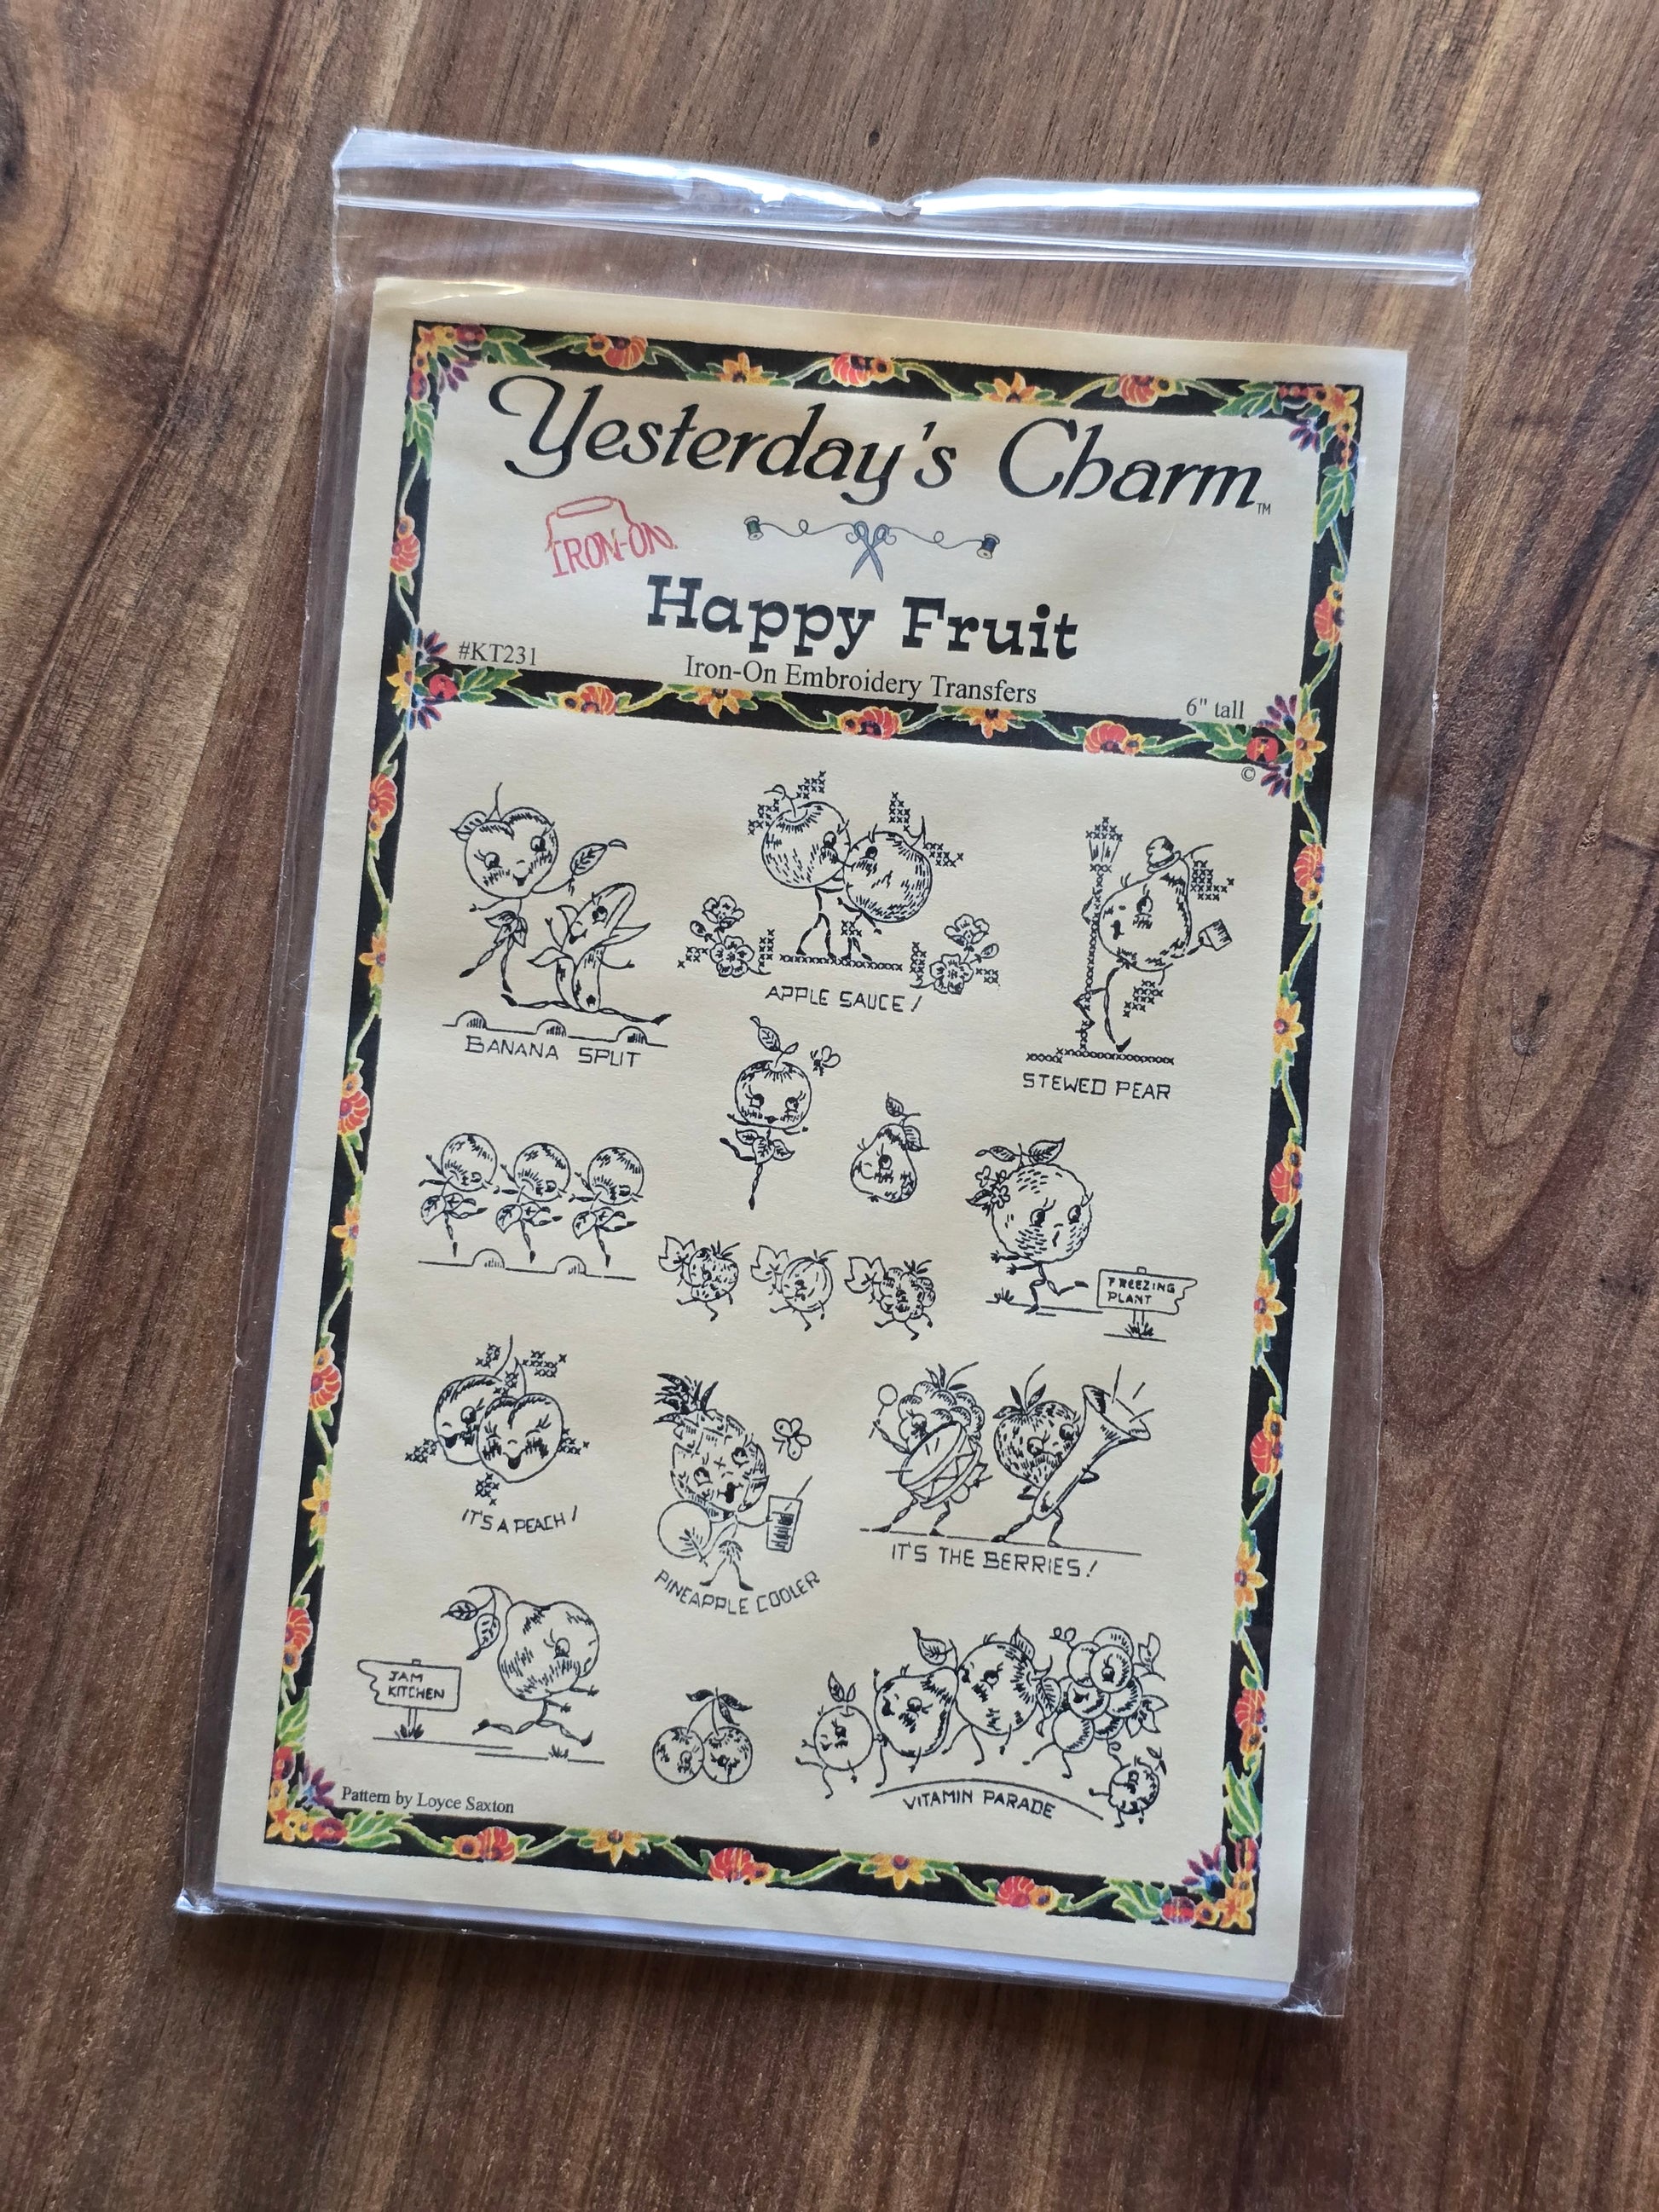 Yesterday's Charm™
IRON-ON
Happy Fruit
#KT231
Iron-On Embroidery Transfers
6" tall
©
BANANA SPLIT
APPLE SAUCE!
STEWED PEAR
FREEZING
PLANT
IT'S A PEACH!
PINEAPPLE COOLER
IT'S THE BERRIES!
JAM
KITCHEN
VITAMIN PARADE
Pattern by Loyce Saxton